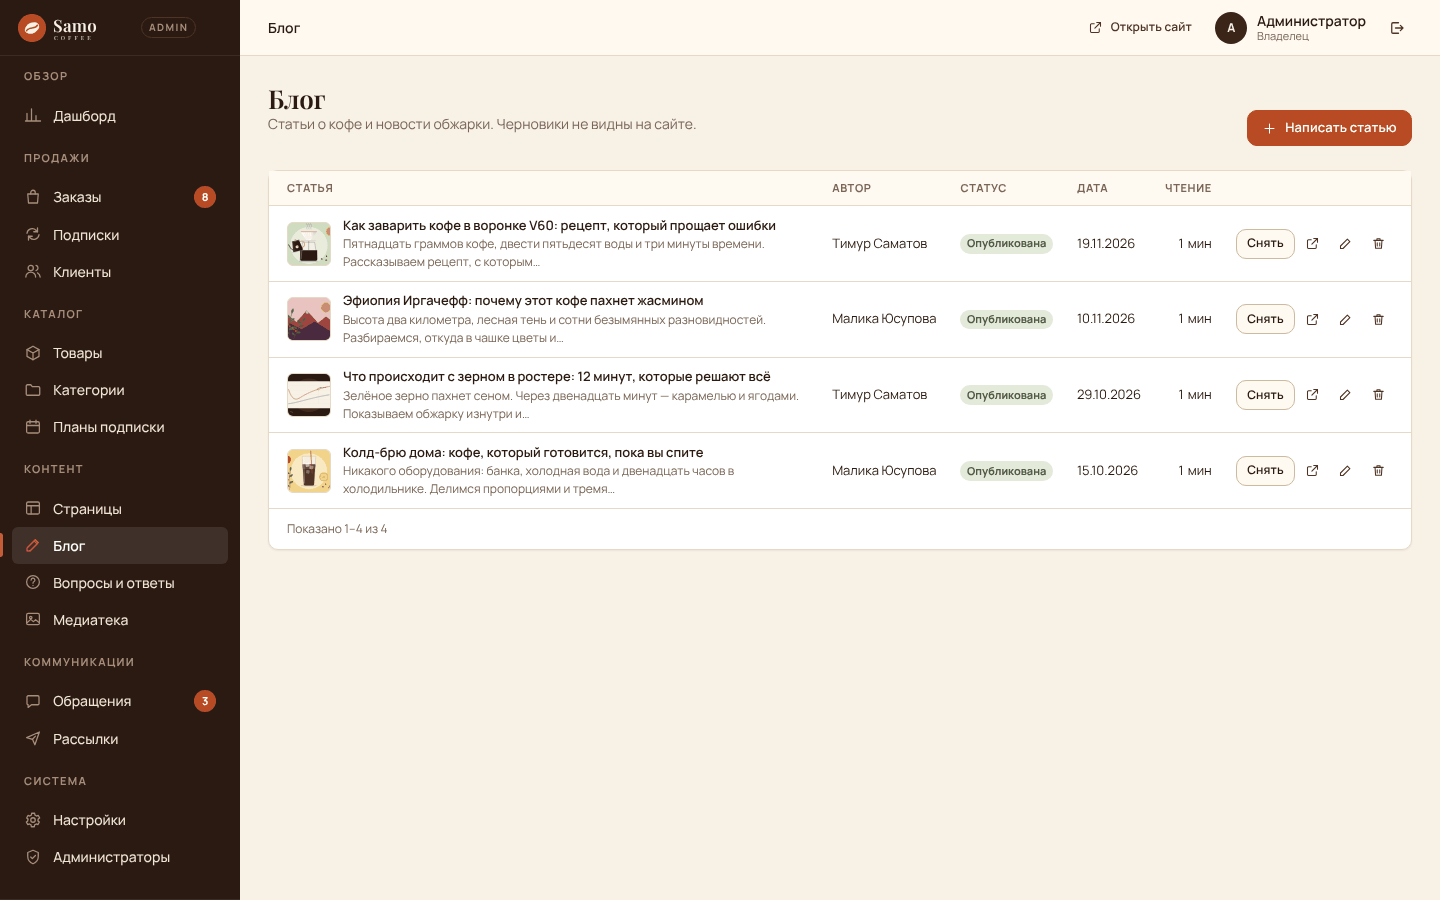 Samo
COFFEE
ADMIN
Блог
Открыть сайт
А
Администратор
Владелец
ОБЗОР
Дашборд
ПРОДАЖИ
Заказы
8
Подписки
Клиенты
КАТАЛОГ
Товары
Категории
Планы подписки
КОНТЕНТ
Страницы
Блог
Вопросы и ответы
Медиатека
КОММУНИКАЦИИ
Обращения
3
Рассылки
СИСТЕМА
Настройки
Администраторы
Блог
Статьи о кофе и новости обжарки. Черновики не видны на сайте.
Написать статью
СТАТЬЯ АВТОР СТАТУС ДАТА ЧТЕНИЕ
Как заварить кофе в воронке V60: рецепт, который прощает ошибки
Пятнадцать граммов кофе, двести пятьдесят воды и три минуты времени.
Рассказываем рецепт, с которым…
Тимур Саматов Опубликована 19.11.2026 1 мин Снять
Эфиопия Иргачефф: почему этот кофе пахнет жасмином
Высота два километра, лесная тень и сотни безымянных разновидностей.
Разбираемся, откуда в чашке цветы и…
Малика Юсупова Опубликована 10.11.2026 1 мин Снять
Что происходит с зерном в ростере: 12 минут, которые решают всё
Зелёное зерно пахнет сеном. Через двенадцать минут — карамелью и ягодами.
Показываем обжарку изнутри и…
Тимур Саматов Опубликована 29.10.2026 1 мин Снять
Колд-брю дома: кофе, который готовится, пока вы спите
Никакого оборудования: банка, холодная вода и двенадцать часов в
холодильнике. Делимся пропорциями и тремя…
Малика Юсупова Опубликована 15.10.2026 1 мин Снять
Показано 1–4 из 4